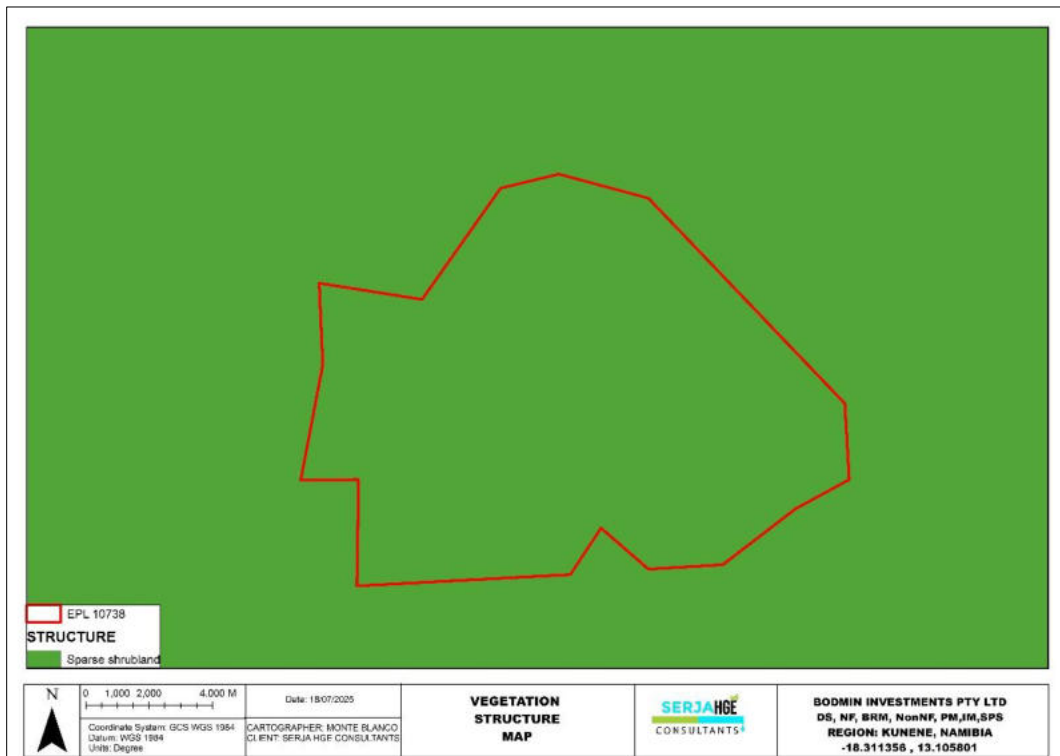 EPL 10738
STRUCTURE
Sparse shrubland
N
0 1,000 2,000 4,000 M
Coordinate System: GCS WGS 1984
Datum: WGS 1984
Units: Degree
Date: 18/07/2025
CARTOGRAPHER: MONTE BLANCO
CLIENT: SERJA HGE CONSULTANTS
VEGETATION
STRUCTURE
MAP
SERJAHGE
CONSULTANTS
BODMIN INVESTMENTS PTY LTD
DS, NF, BRM, NonNF, PM,IM,SPS
REGION: KUNENE, NAMIBIA
-18.311356 , 13.105801